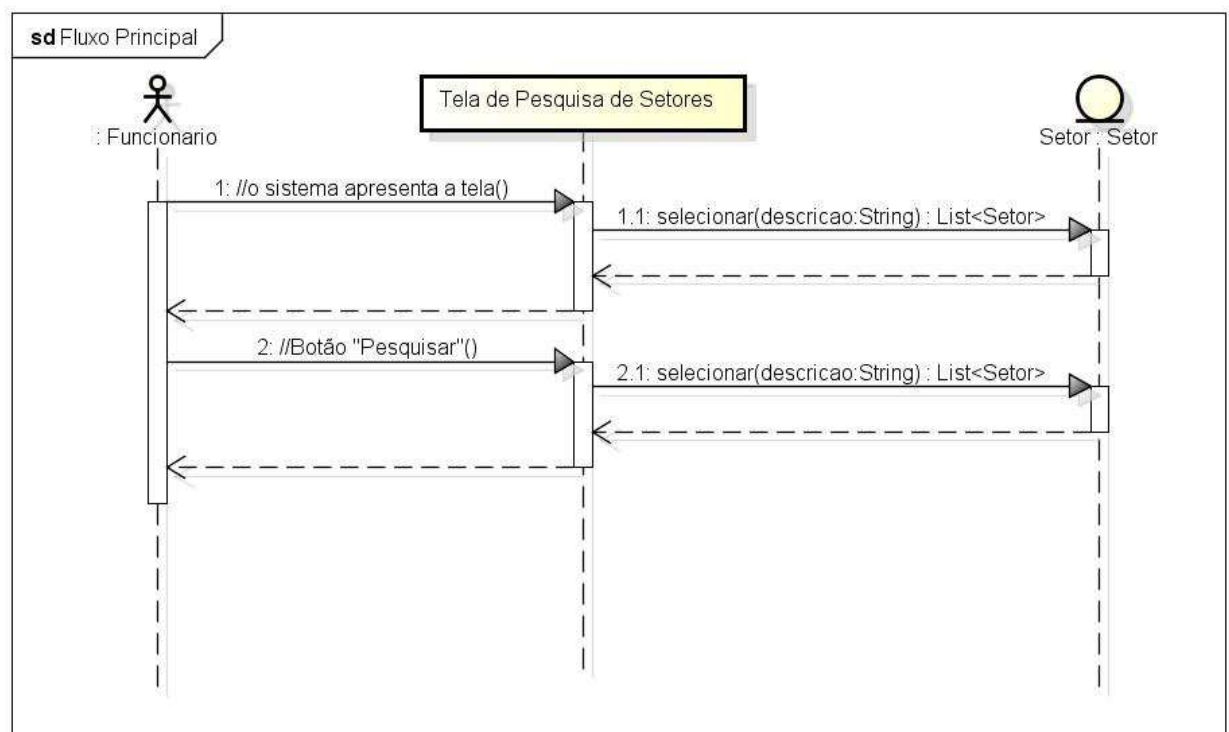 sd Fluxo Principal
Tela de Pesquisa de Setores
: Funcionario
Setor : Setor
1: //o sistema apresenta a tela()
1.1: selecionar(descricao:String) : List<Setor>
2: //Botão "Pesquisar"()
2.1: selecionar(descricao:String) : List<Setor>